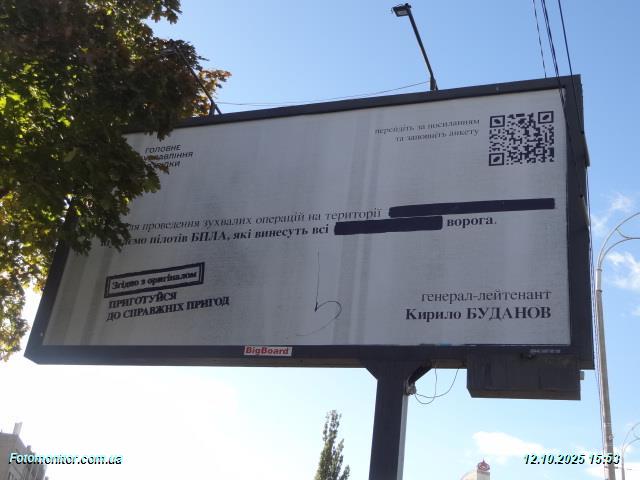 ГОЛОВНЕ
УПРАВЛІННЯ
РОЗВІДКИ
перейдіть за посиланням
та заповніть анкету
Для проведення зухвалих операцій на території
шукаємо пілотів БПЛА, які винесуть всі ворога.
Згідно з оригіналом
ПРИГОТУЙСЯ
ДО СПРАВЖНІХ ПРИГОД
генерал-лейтенант
Кирило БУДАНОВ
BigBoard
Fotomonitor.com.ua
12.10.2025 15:53